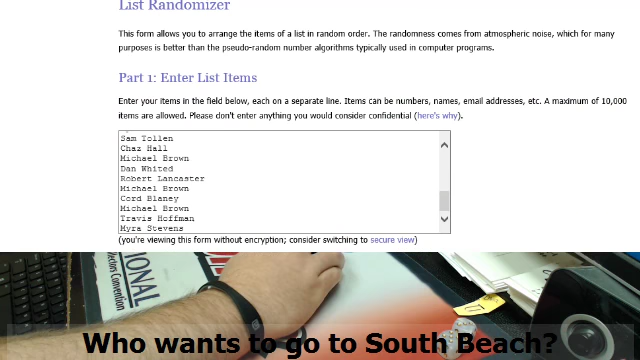 List Randomizer
This form allows you to arrange the items of a list in random order. The randomness comes from atmospheric noise, which for many
purposes is better than the pseudo-random number algorithms typically used in computer programs.
Part 1: Enter List Items
Enter your items in the field below, each on a separate line. Items can be numbers, names, email addresses, etc. A maximum of 10,000
items are allowed. Please don't enter anything you would consider confidential (here's why).
Sam Tollen
Chaz Hall
Michael Brown
Dan Whited
Robert Lancaster
Michael Brown
Cord Blaney
Michael Brown
Travis Hoffman
Myra Stevens
(you're viewing this form without encryption; consider switching to secure view)
IONAL
lectors Convention
Who wants to go to South Beach?